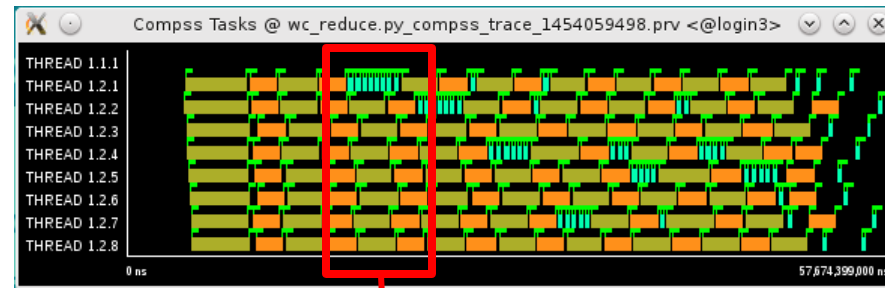 Compss Tasks @ wc_reduce.py_compss_trace_1454059498.prv <@login3>
THREAD 1.1.1
THREAD 1.2.1
THREAD 1.2.2
THREAD 1.2.3
THREAD 1.2.4
THREAD 1.2.5
THREAD 1.2.6
THREAD 1.2.7
THREAD 1.2.8
0 ns
57,674,399,000 ns